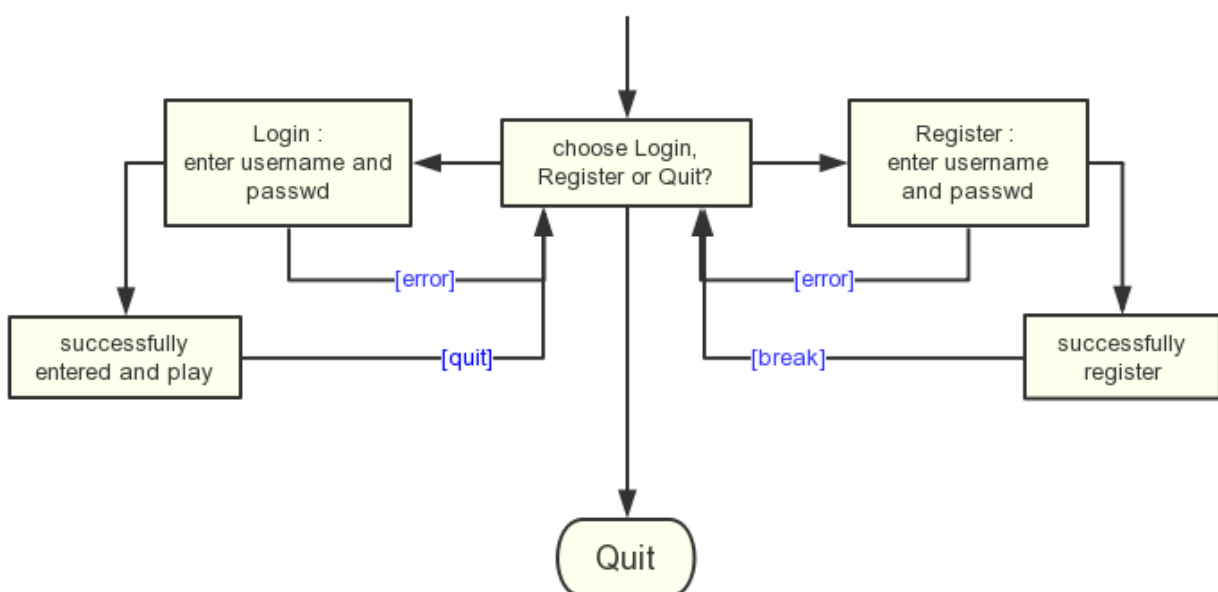 Login :
enter username and
passwd
choose Login,
Register or Quit?
Register :
enter username
and passwd
[error]
[error]
successfully
entered and play
[quit]
[break]
successfully
register
Quit